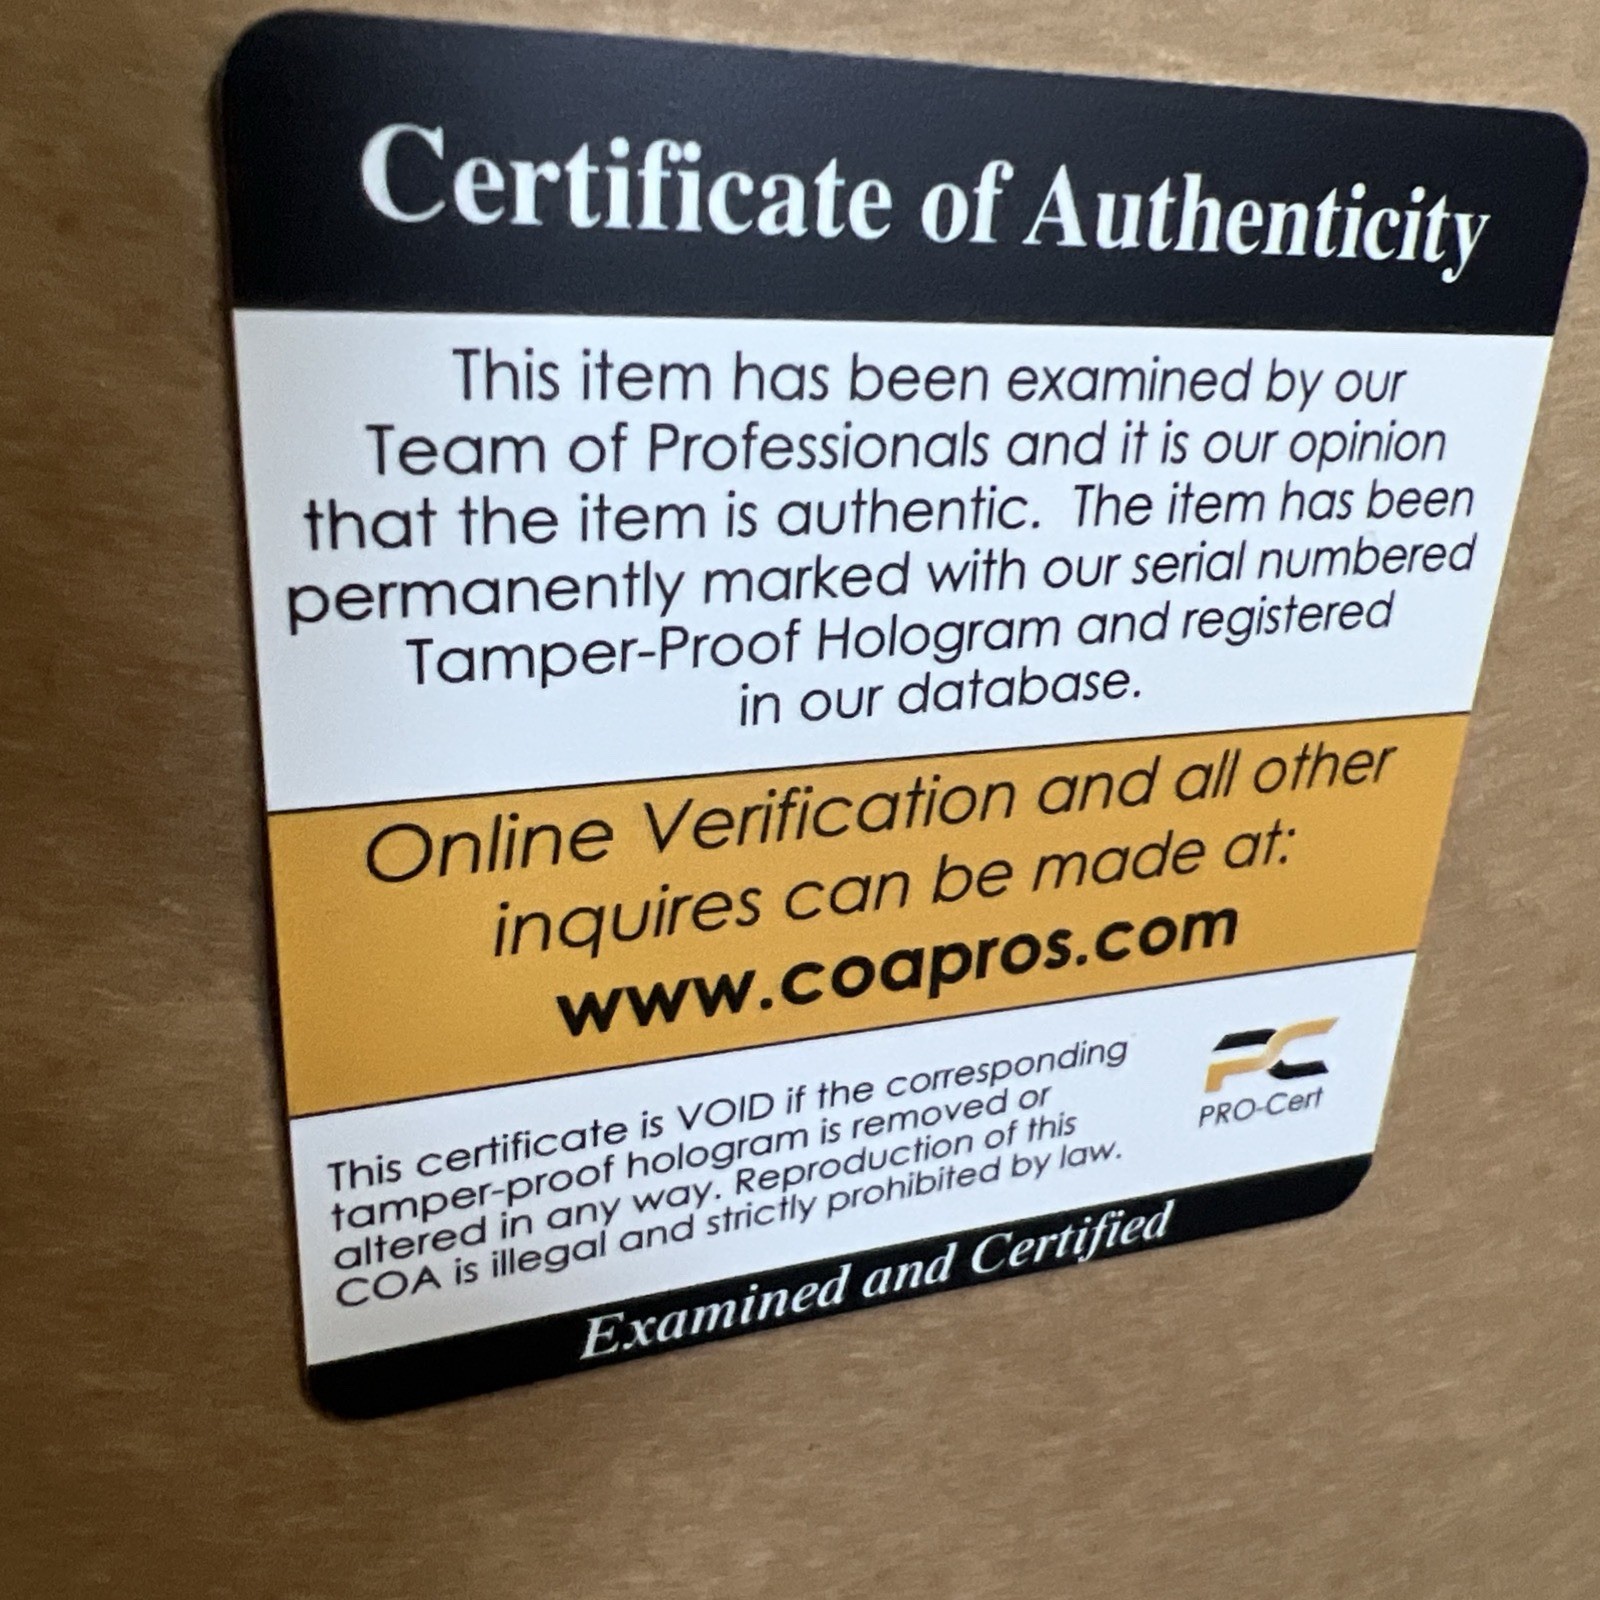 Certificate of Authenticity
This item has been examined by our
Team of Professionals and it is our opinion
that the item is authentic. The item has been
permanently marked with our serial numbered
Tamper-Proof Hologram and registered
in our database.
Online Verification and all other
inquires can be made at:
www.coapros.com
This certificate is VOID if the corresponding
tamper-proof hologram is removed or
altered in any way. Reproduction of this
COA is illegal and strictly prohibited by law.
PC
PRO-Cert
Examined and Certified